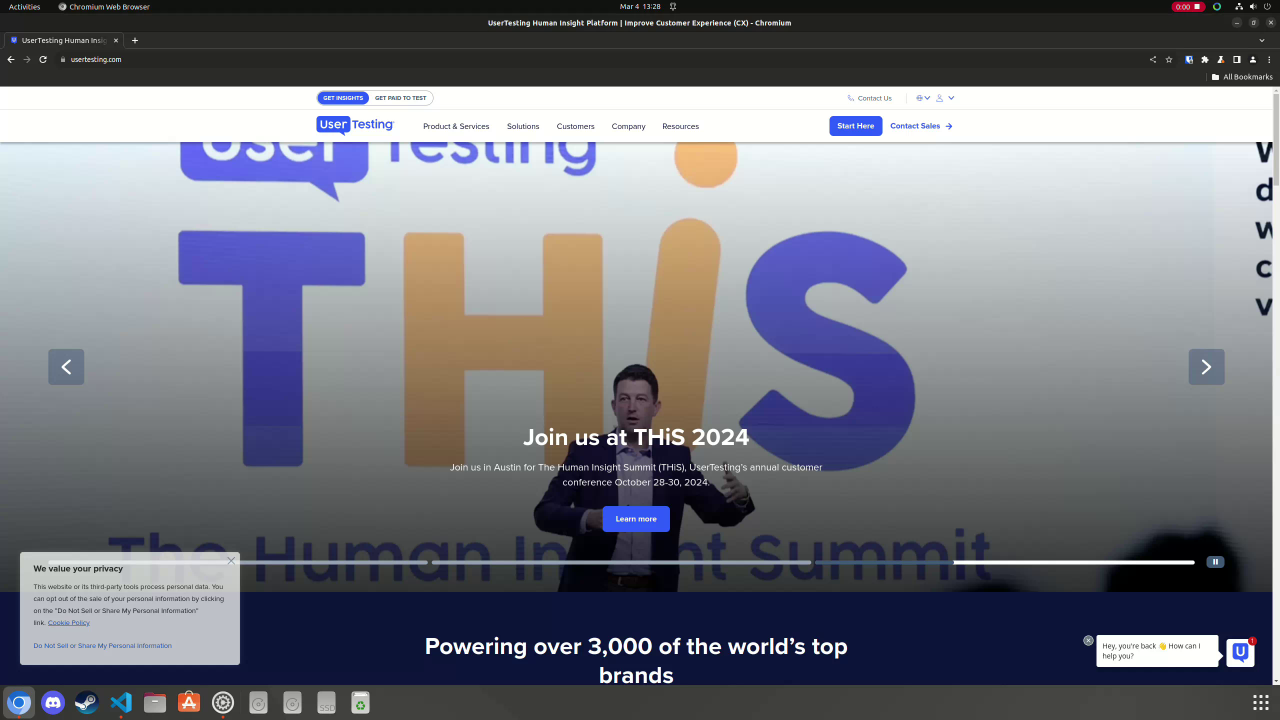 Activities
Chromium Web Browser
Mar 4 13:28
0:00
UserTesting Human Insight Platform | Improve Customer Experience (CX) - Chromium
UserTesting Human Insig
usertesting.com
All Bookmarks
GET INSIGHTS
GET PAID TO TEST
Contact Us
User Testing
Product & Services
Solutions
Customers
Company
Resources
Start Here
Contact Sales
User Testing
THiS
Join us at THiS 2024
Join us in Austin for The Human Insight Summit (THiS), UserTesting's annual customer
conference October 28-30, 2024.
Learn more
The Human Insight Summit
We value your privacy
This website or its third-party tools process personal data. You
can opt out of the sale of your personal information by clicking
on the "Do Not Sell or Share My Personal Information"
link. Cookie Policy
Do Not Sell or Share My Personal Information
Powering over 3,000 of the world's top
brands
Hey, you're back 👋 How can I
help you?
1
SSD